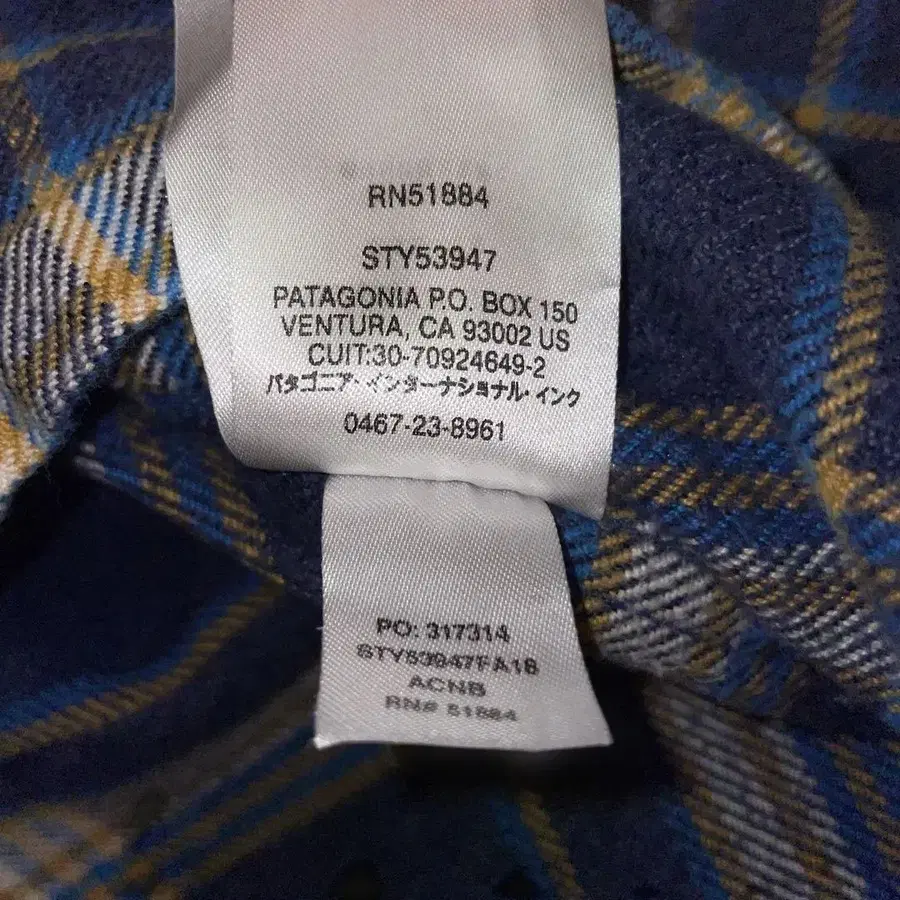 RN51884
STY53947
PATAGONIA P.O. BOX 150
VENTURA, CA 93002 US
CUIT:30-70924649-2
パタゴニア・インターナショナル・インク
0467-23-8961
PO: 317314
STY53947FA18
ACNB
RN# 51884